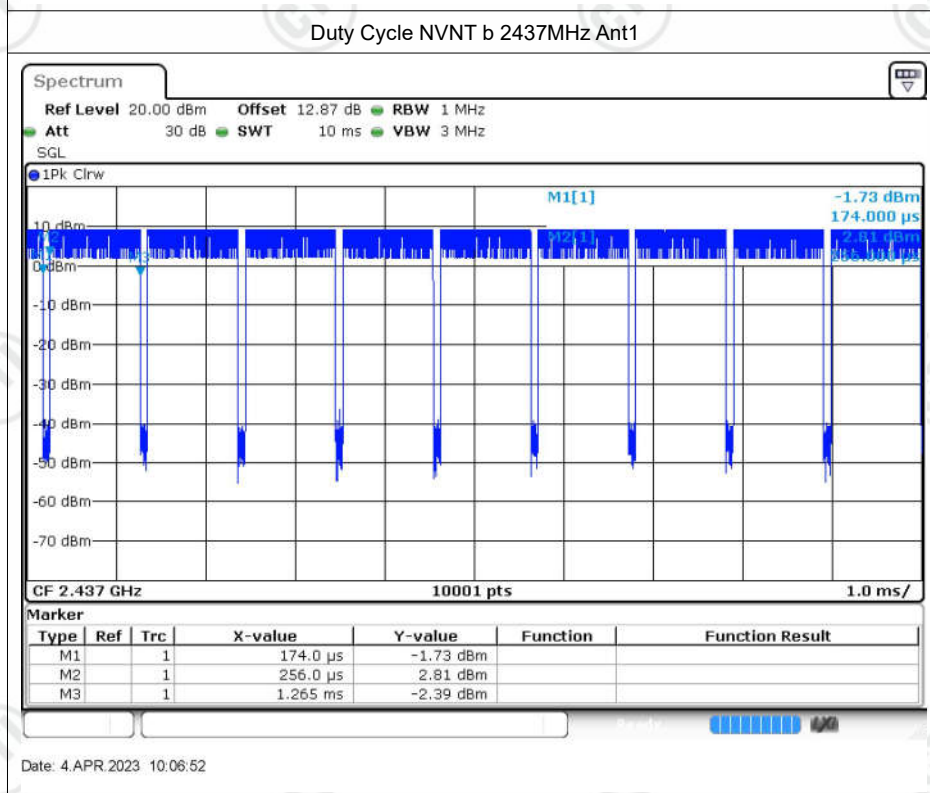 Duty Cycle NVNT b 2437MHz Ant1
Spectrum
Ref Level 20.00 dBm Offset 12.87 dB RBW 1 MHz
Att 30 dB SWT 10 ms VBW 3 MHz
SGL
1Pk Clrw
M1[1] -1.73 dBm
174.000 µs
10 dBm
M2[1] 2.81 dBm
M3
0 dBm
-10 dBm
-20 dBm
-30 dBm
-40 dBm
-50 dBm
-60 dBm
-70 dBm
CF 2.437 GHz 10001 pts 1.0 ms/
Marker
Type Ref Trc X-value Y-value Function Function Result
M1 1 174.0 µs -1.73 dBm
M2 1 256.0 µs 2.81 dBm
M3 1 1.265 ms -2.39 dBm
Date: 4.APR.2023 10:06:52